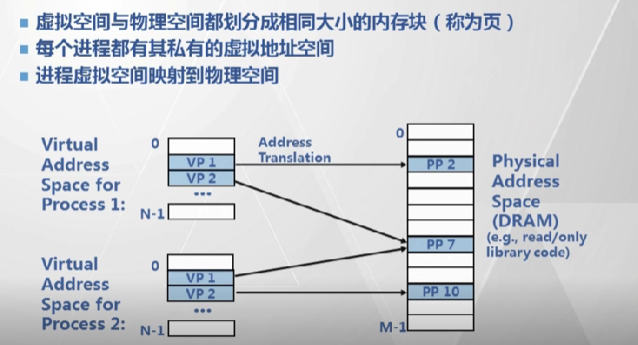 虚拟空间与物理空间都划分成相同大小的内存块（称为页）
每个进程都有其私有的虚拟地址空间
进程虚拟空间映射到物理空间
Virtual
Address
Space for
Process 1:
0
VP 1
VP 2
...
N-1
Address
Translation
0
PP 2
PP 7
PP 10
M-1
Physical
Address
Space
(DRAM)
(e.g., read/only
library code)
Virtual
Address
Space for
Process 2:
0
VP 1
VP 2
...
N-1